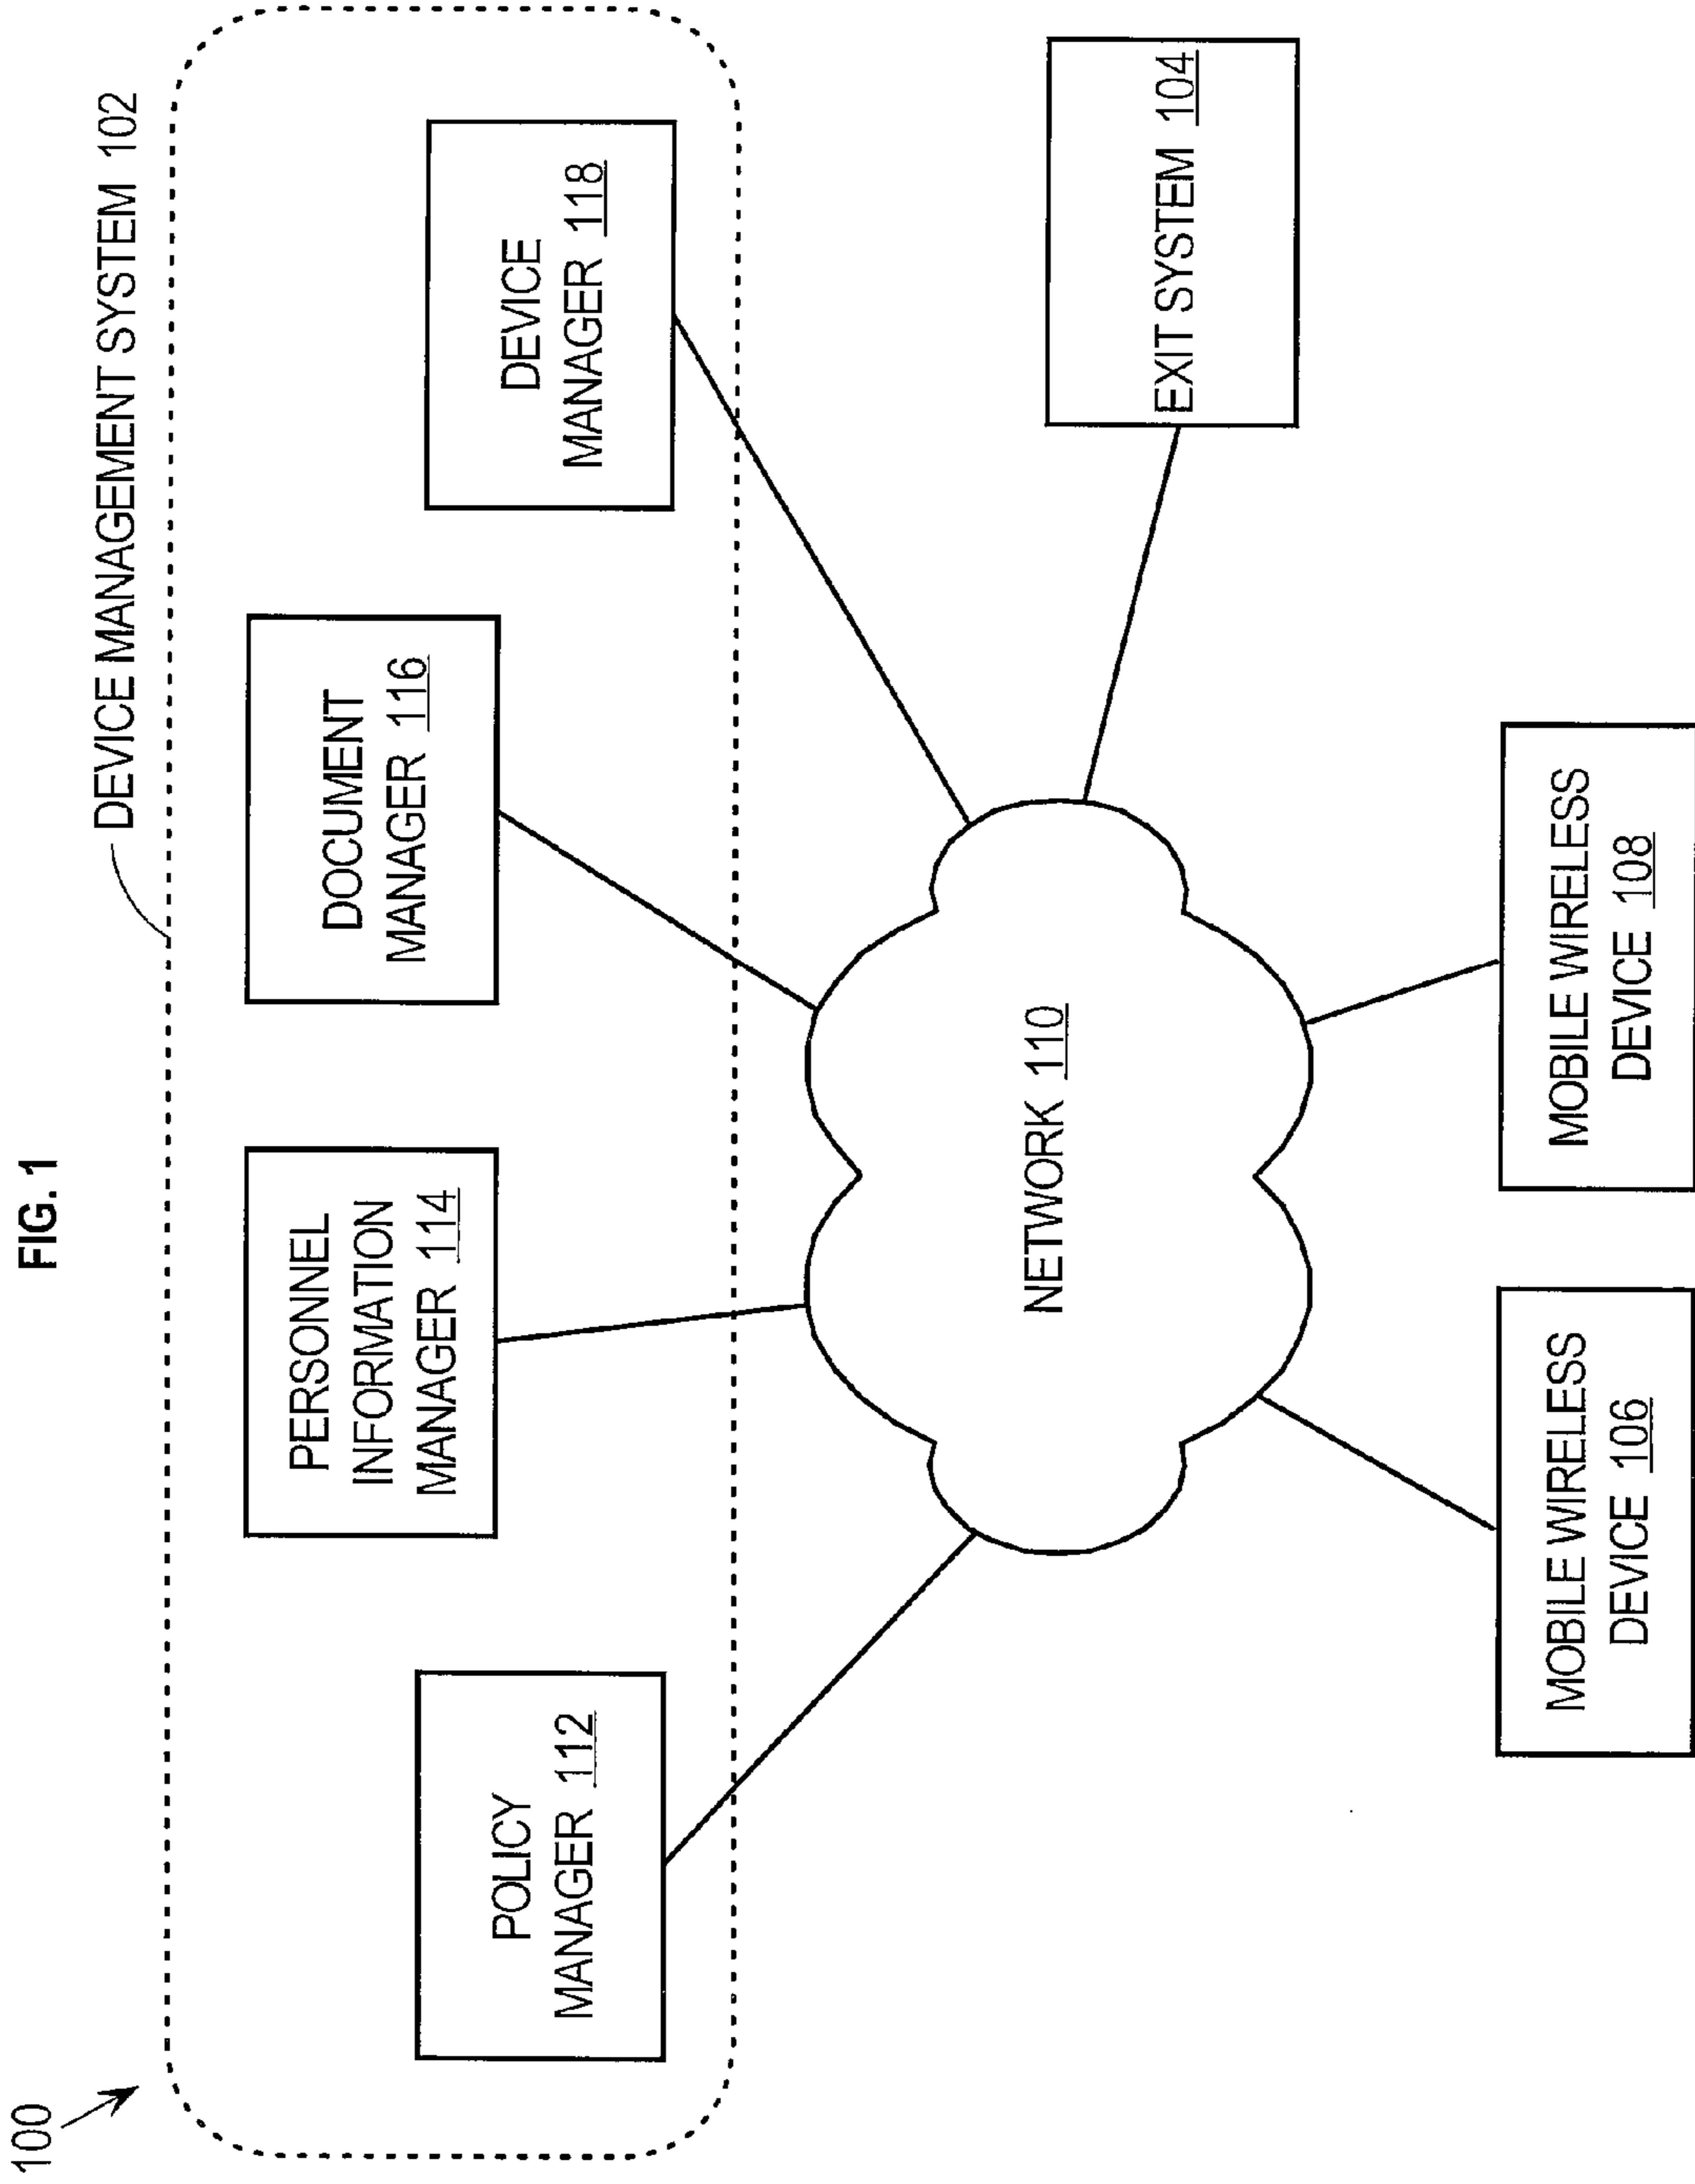 FIG. 1
100
DEVICE MANAGEMENT SYSTEM 102
PERSONNEL
INFORMATION
MANAGER 114
DOCUMENT
MANAGER 116
POLICY
MANAGER 112
DEVICE
MANAGER 118
NETWORK 110
EXIT SYSTEM 104
MOBILE WIRELESS
DEVICE 106
MOBILE WIRELESS
DEVICE 108